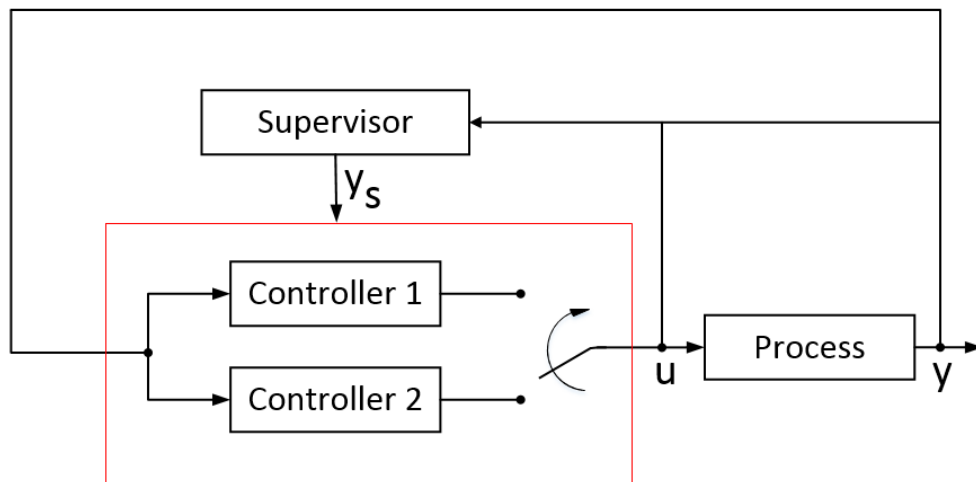 Supervisor
yₛ
Controller 1
Controller 2
u
Process
y